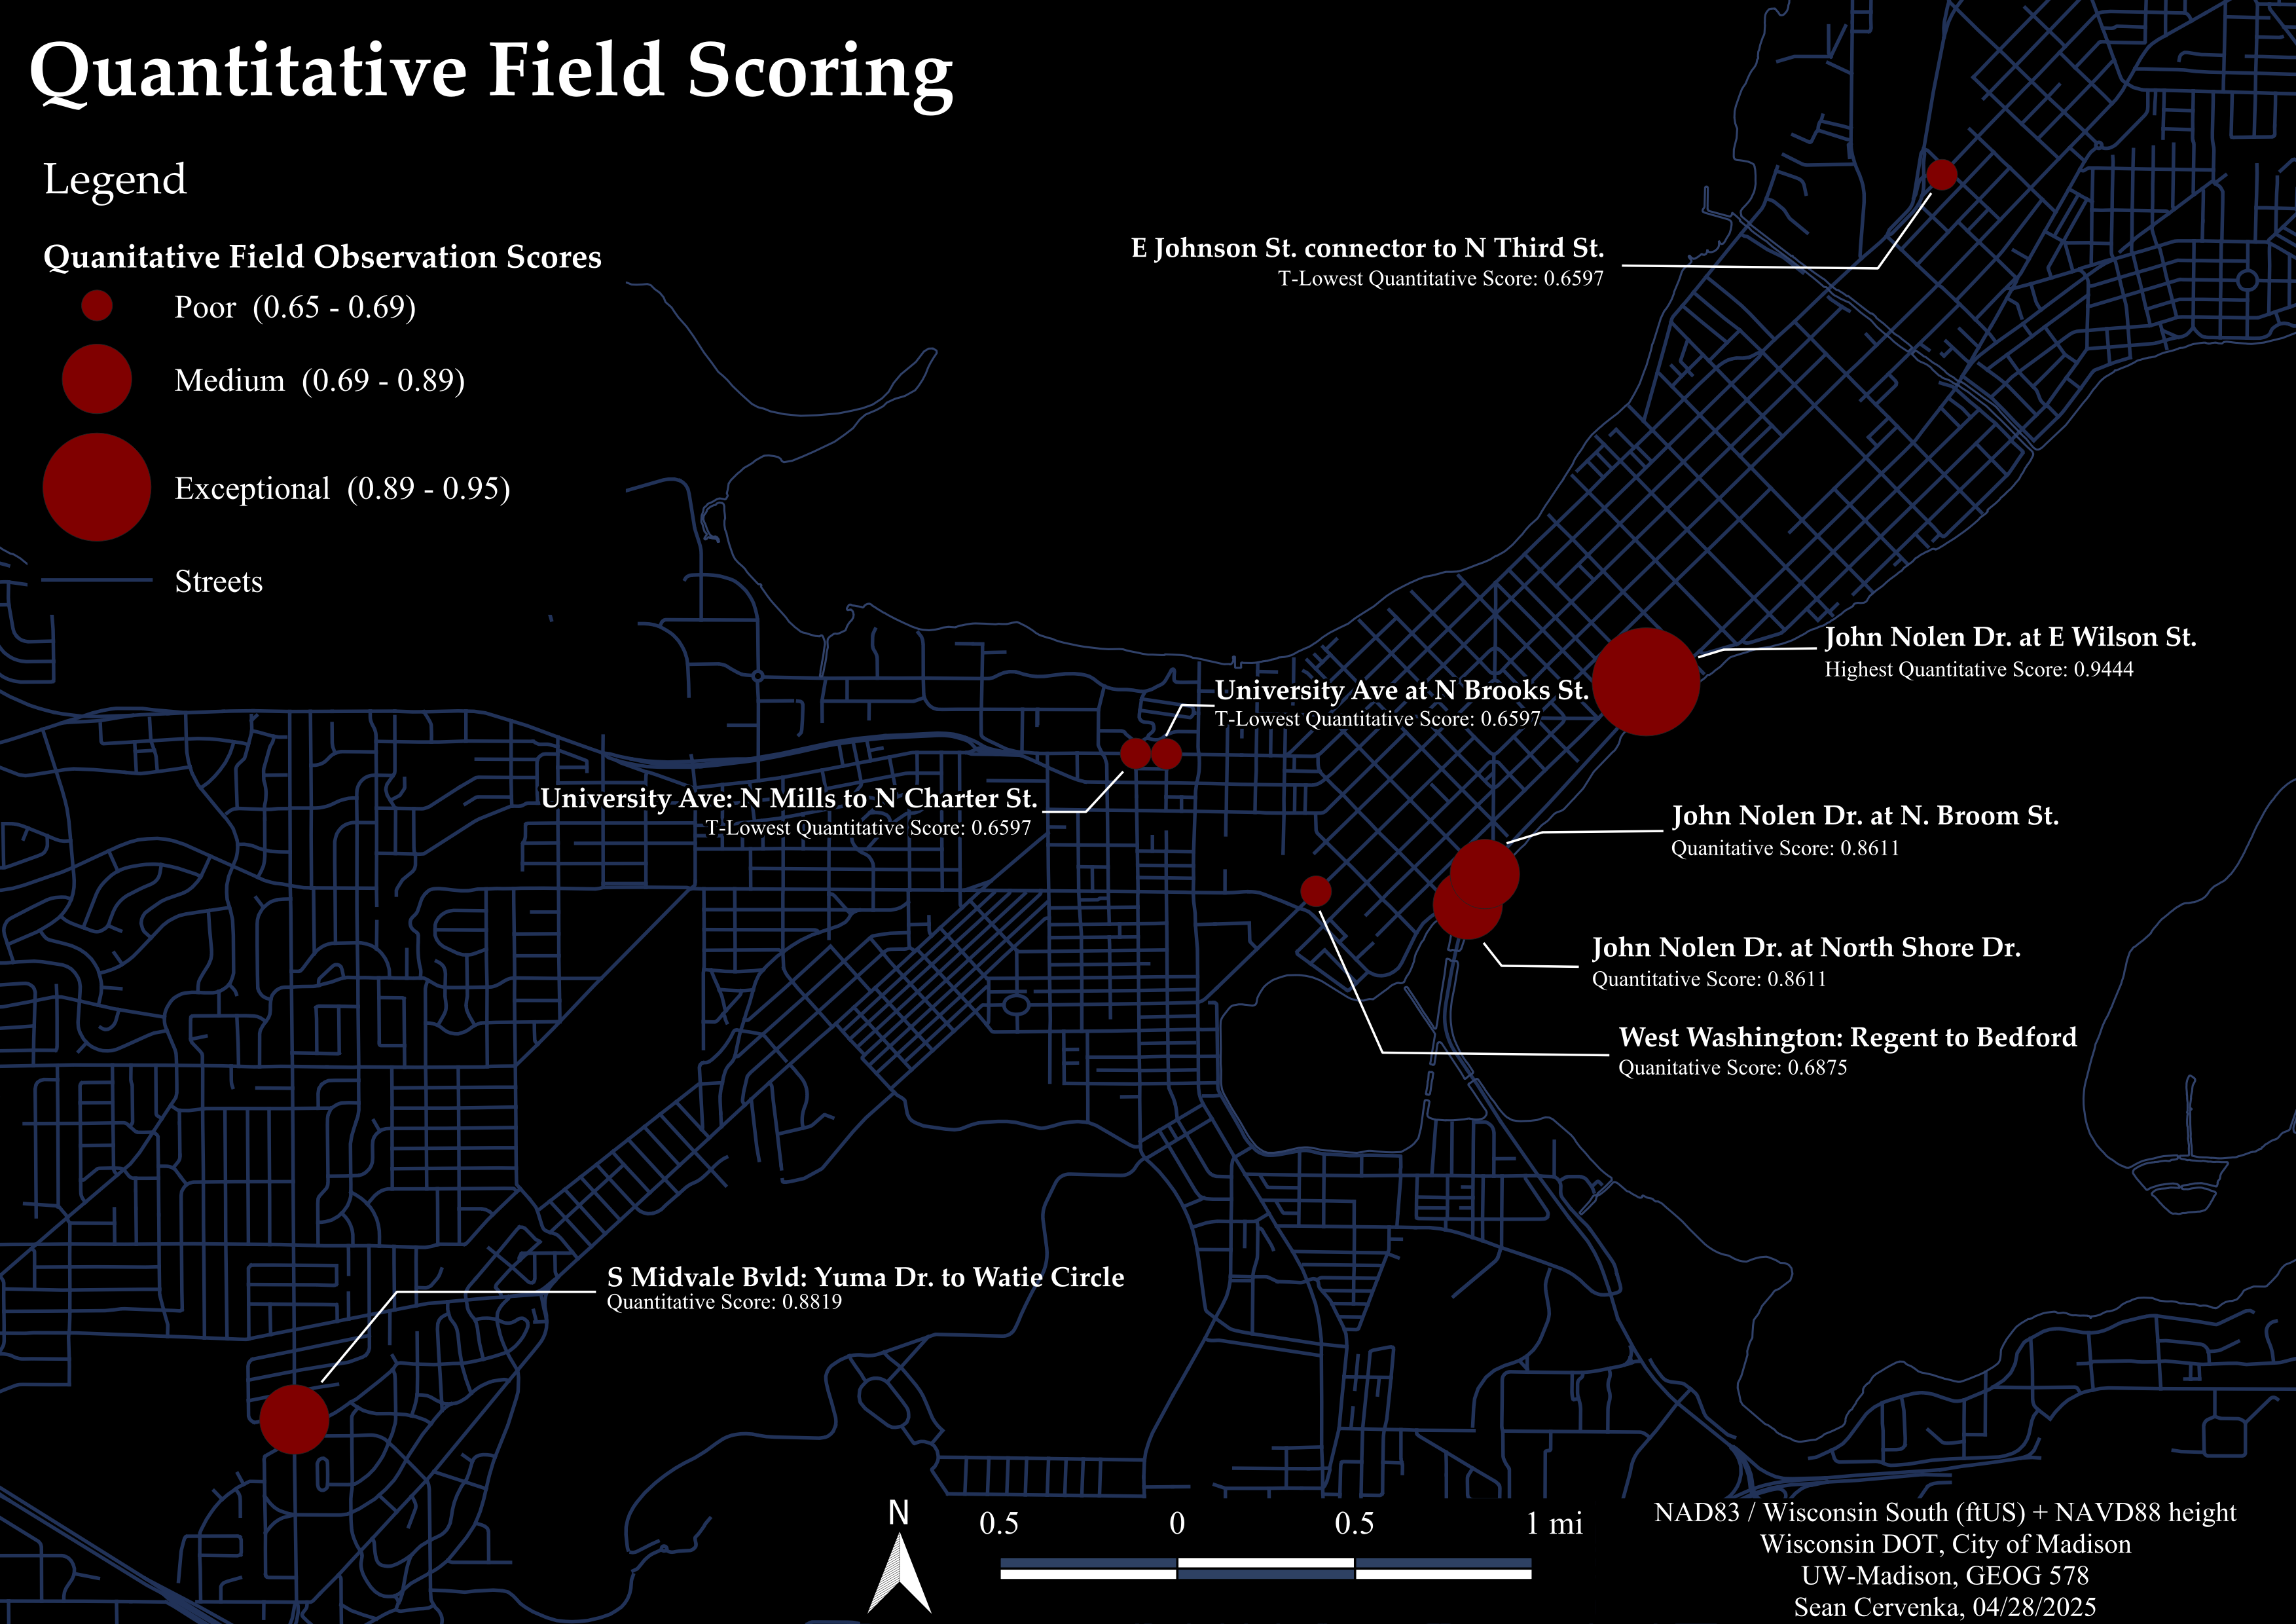 Quantitative Field Scoring
Legend
Quanitative Field Observation Scores
Poor (0.65 - 0.69)
Medium (0.69 - 0.89)
Exceptional (0.89 - 0.95)
Streets
E Johnson St. connector to N Third St.
T-Lowest Quantitative Score: 0.6597
John Nolen Dr. at E Wilson St.
Highest Quantitative Score: 0.9444
University Ave at N Brooks St.
T-Lowest Quantitative Score: 0.6597
University Ave: N Mills to N Charter St.
T-Lowest Quantitative Score: 0.6597
John Nolen Dr. at N. Broom St.
Quanitative Score: 0.8611
John Nolen Dr. at North Shore Dr.
Quantitative Score: 0.8611
West Washington: Regent to Bedford
Quanitative Score: 0.6875
S Midvale Bvld: Yuma Dr. to Watie Circle
Quantitative Score: 0.8819
N
0.5 0 0.5 1 mi
NAD83 / Wisconsin South (ftUS) + NAVD88 height
Wisconsin DOT, City of Madison
UW-Madison, GEOG 578
Sean Cervenka, 04/28/2025